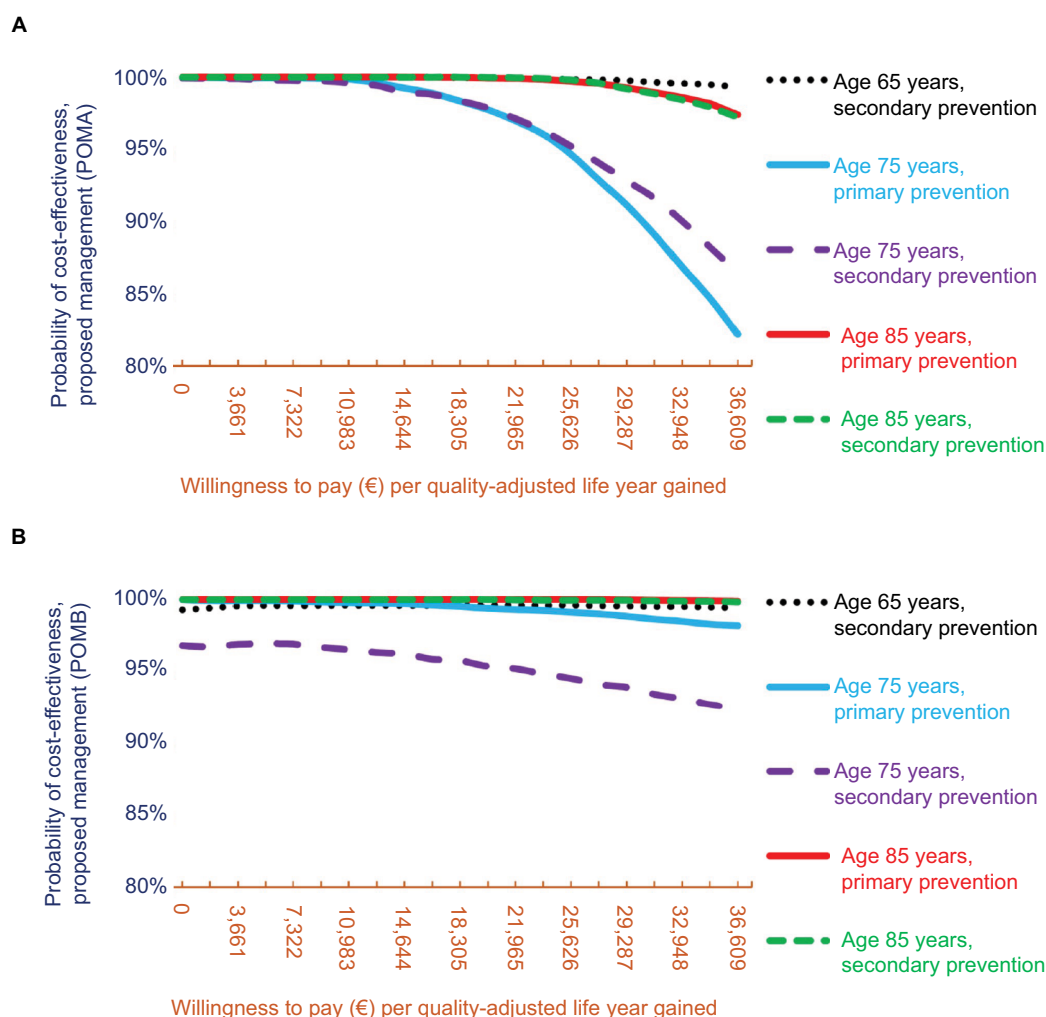 A
Probability of cost-effectiveness,
proposed management (POMA)
100%
95%
90%
85%
80%
0
3,661
7,322
10,983
14,644
18,305
21,965
25,626
29,287
32,948
36,609
Willingness to pay (€) per quality-adjusted life year gained
Age 65 years,
secondary prevention
Age 75 years,
primary prevention
Age 75 years,
secondary prevention
Age 85 years,
primary prevention
Age 85 years,
secondary prevention
B
Probability of cost-effectiveness,
proposed management (POMB)
100%
95%
90%
85%
80%
0
3,661
7,322
10,983
14,644
18,305
21,965
25,626
29,287
32,948
36,609
Willingness to pay (€) per quality-adjusted life year gained
Age 65 years,
secondary prevention
Age 75 years,
primary prevention
Age 75 years,
secondary prevention
Age 85 years,
primary prevention
Age 85 years,
secondary prevention